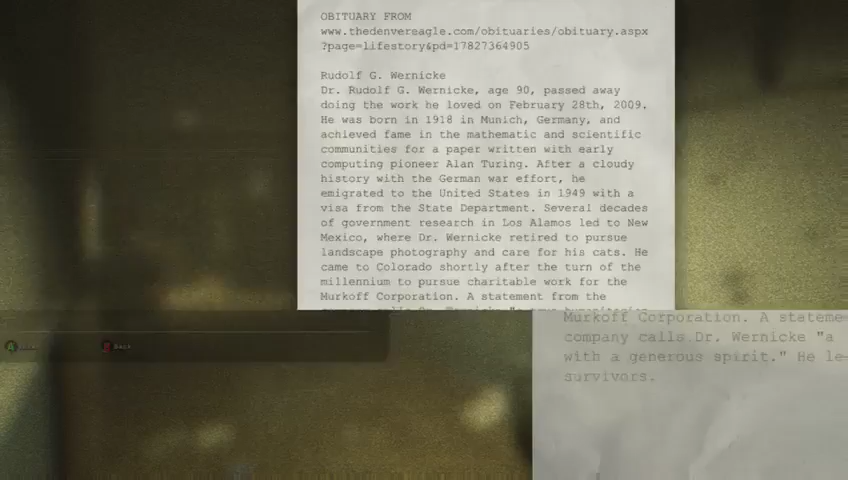 OBITUARY FROM
www.thedenvereagle.com/obituaries/obituary.aspx
?page=lifestory&pd=17827364905
Rudolf G. Wernicke
Dr. Rudolf G. Wernicke, age 90, passed away
doing the work he loved on February 28th, 2009.
He was born in 1918 in Munich, Germany, and
achieved fame in the mathematic and scientific
communities for a paper written with early
computing pioneer Alan Turing. After a cloudy
history with the German war effort, he
emigrated to the United States in 1949 with a
visa from the State Department. Several decades
of government research in Los Alamos led to New
Mexico, where Dr. Wernicke retired to pursue
landscape photography and care for his cats. He
came to Colorado shortly after the turn of the
millennium to pursue charitable work for the
Murkoff Corporation. A statement from the
Murkoff Corporation. A stateme
company calls Dr. Wernicke "a
with a generous spirit." He le
survivors.
Back